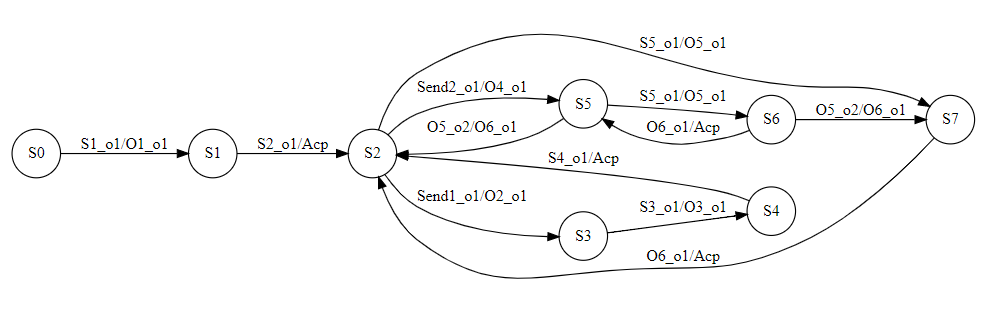 S5_o1/O5_o1
Send2_o1/O4_o1
S5
S5_o1/O5_o1
O5_o2/O6_o1
S6
S7
O5_o2/O6_o1
O6_o1/Acp
S0
S1_o1/O1_o1
S1
S2_o1/Acp
S2
S4_o1/Acp
Send1_o1/O2_o1
S3_o1/O3_o1
S4
S3
O6_o1/Acp